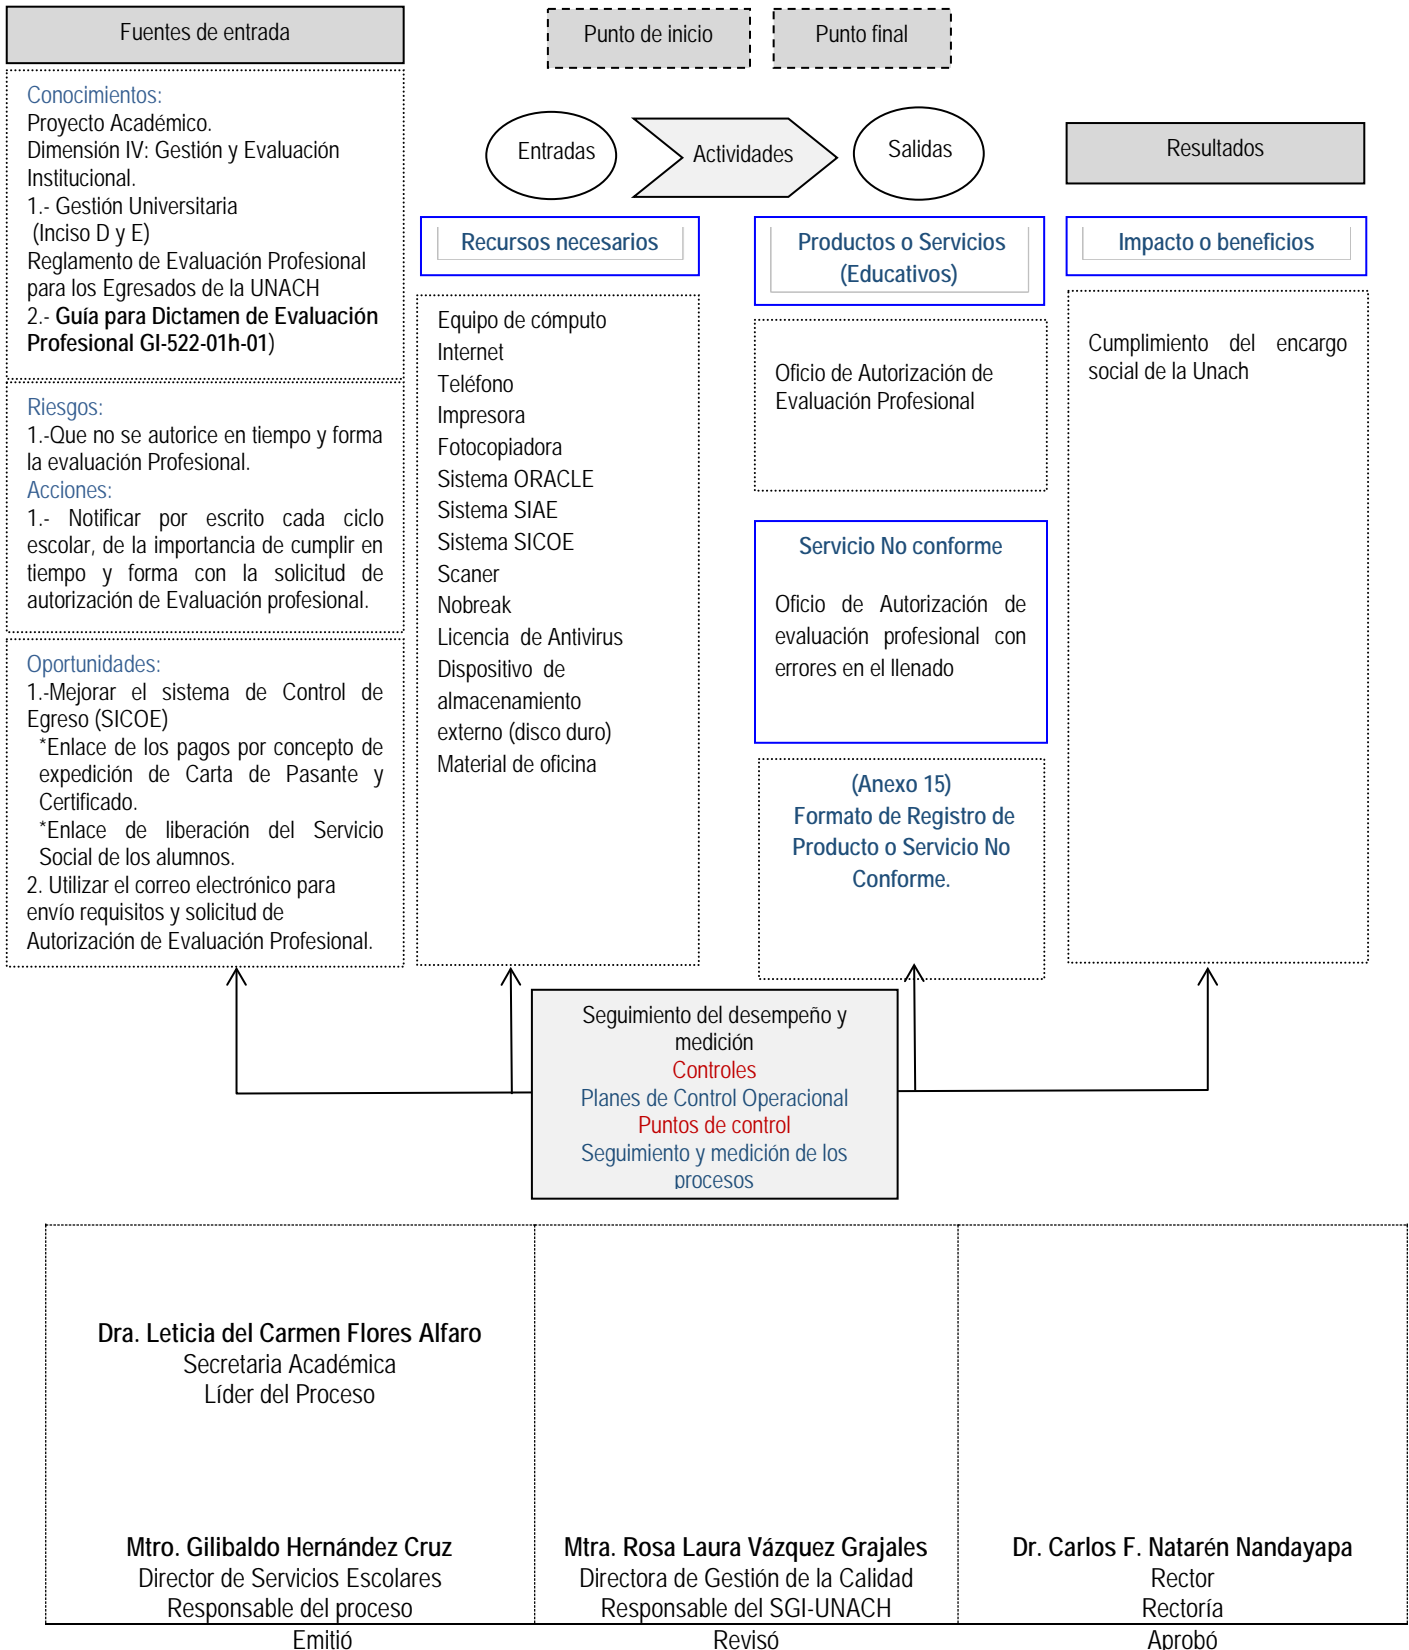 Fuentes de entrada
Punto de inicio
Punto final
Conocimientos:
Proyecto Académico.
Dimensión IV: Gestión y Evaluación
Institucional.
1.- Gestión Universitaria
(Inciso D y E)
Reglamento de Evaluación Profesional
para los Egresados de la UNACH
2.- Guía para Dictamen de Evaluación
Profesional GI-522-01h-01)
Riesgos:
1.-Que no se autorice en tiempo y forma
la evaluación Profesional.
Acciones:
1.- Notificar por escrito cada ciclo
escolar, de la importancia de cumplir en
tiempo y forma con la solicitud de
autorización de Evaluación profesional.
Oportunidades:
1.-Mejorar el sistema de Control de
Egreso (SICOE)
*Enlace de los pagos por concepto de
expedición de Carta de Pasante y
Certificado.
*Enlace de liberación del Servicio
Social de los alumnos.
2. Utilizar el correo electrónico para
envío requisitos y solicitud de
Autorización de Evaluación Profesional.
Entradas
Actividades
Salidas
Resultados
Recursos necesarios
Equipo de cómputo
Internet
Teléfono
Impresora
Fotocopiadora
Sistema ORACLE
Sistema SIAE
Sistema SICOE
Scaner
Nobreak
Licencia de Antivirus
Dispositivo de
almacenamiento
externo (disco duro)
Material de oficina
Productos o Servicios
(Educativos)
Oficio de Autorización de
Evaluación Profesional
Servicio No conforme
Oficio de Autorización de
evaluación profesional con
errores en el llenado
(Anexo 15)
Formato de Registro de
Producto o Servicio No
Conforme.
Impacto o beneficios
Cumplimiento del encargo
social de la Unach
Seguimiento del desempeño y
medición
Controles
Planes de Control Operacional
Puntos de control
Seguimiento y medición de los
procesos
Dra. Leticia del Carmen Flores Alfaro
Secretaria Académica
Líder del Proceso
Mtro. Gilibaldo Hernández Cruz
Director de Servicios Escolares
Responsable del proceso
Emitió
Mtra. Rosa Laura Vázquez Grajales
Directora de Gestión de la Calidad
Responsable del SGI-UNACH
Revisó
Dr. Carlos F. Natarén Nandayapa
Rector
Rectoría
Aprobó